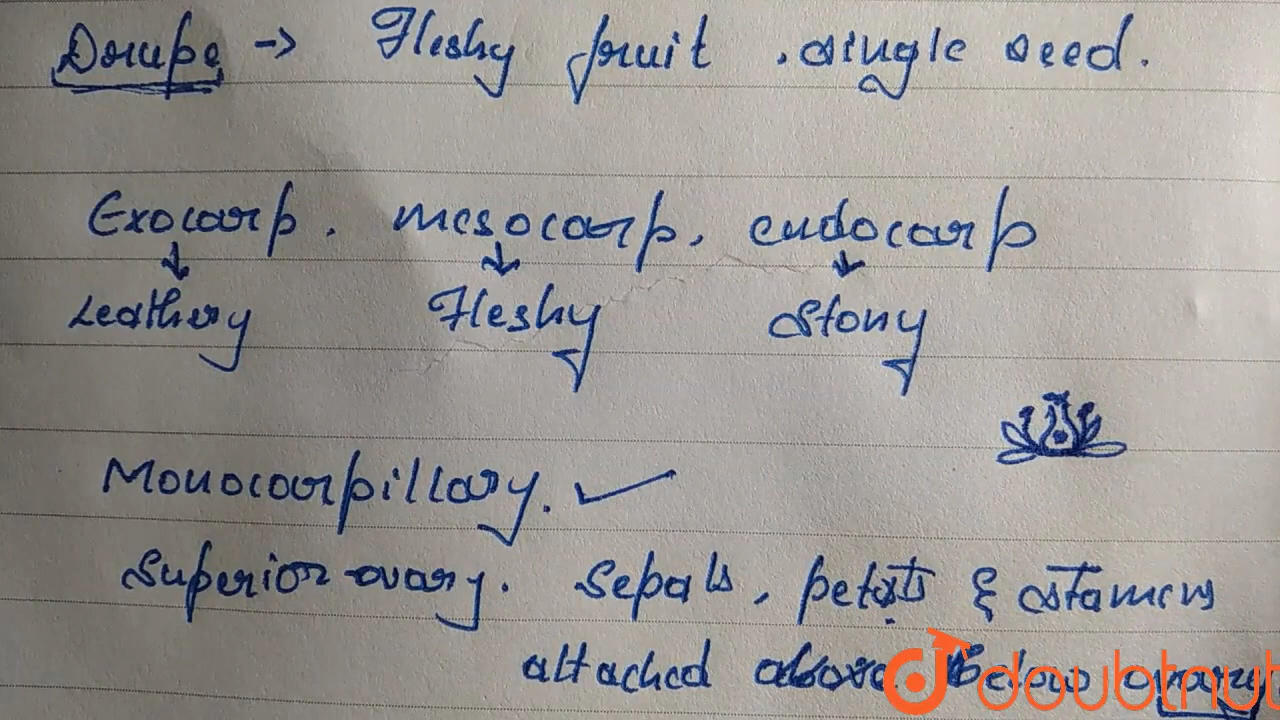 Drupe → Fleshy fruit, single seed.
Exocarp, mesocarp, endocarp
↓ ↓ ↓
Leathery Fleshy Stony
Monocarpillary. ✓
Superior ovary. Sepals, petals & stamens
attached above below ovary
doubtnut